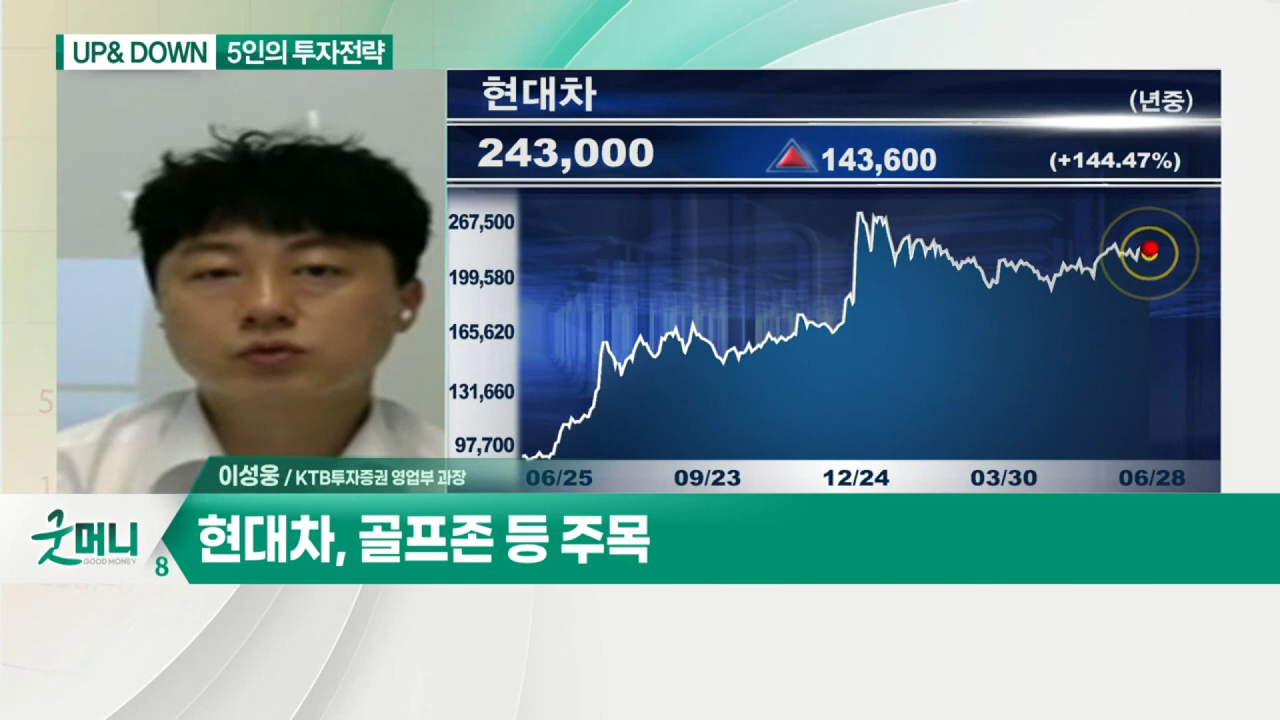 UP& DOWN 5인의 투자전략
현대차 (년중)
243,000 ▲ 143,600 (+144.47%)
267,500
199,580
165,620
131,660
97,700
06/25 09/23 12/24 03/30 06/28
이성웅 / KTB투자증권 영업부 과장
굿머니
GOOD MONEY
8
현대차, 골프존 등 주목
5
1